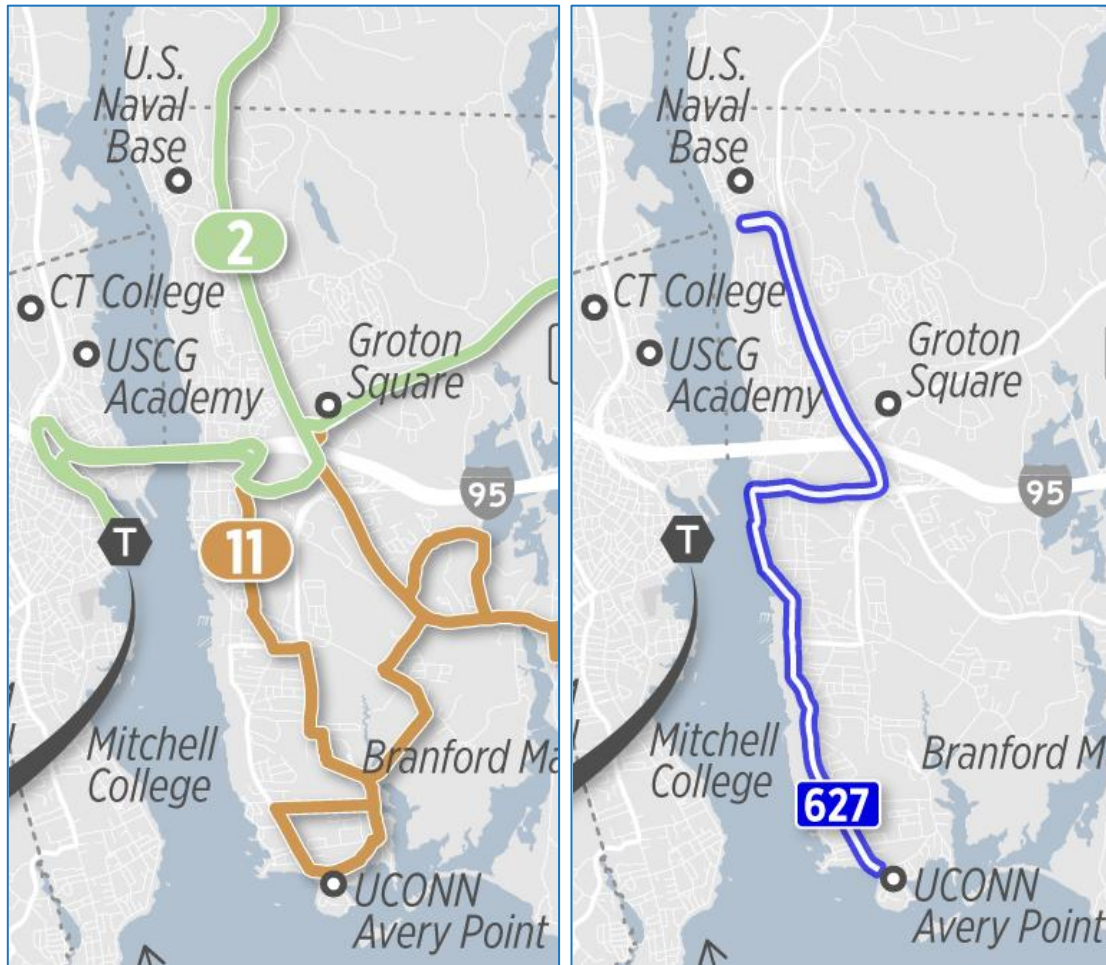 U.S.
Naval
Base
2
CT College
USCG
Academy
Groton
Square
95
11
T
Mitchell
College
Branford Ma
UCONN
Avery Point
U.S.
Naval
Base
CT College
USCG
Academy
Groton
Square
95
T
Mitchell
College
Branford M
627
UCONN
Avery Point